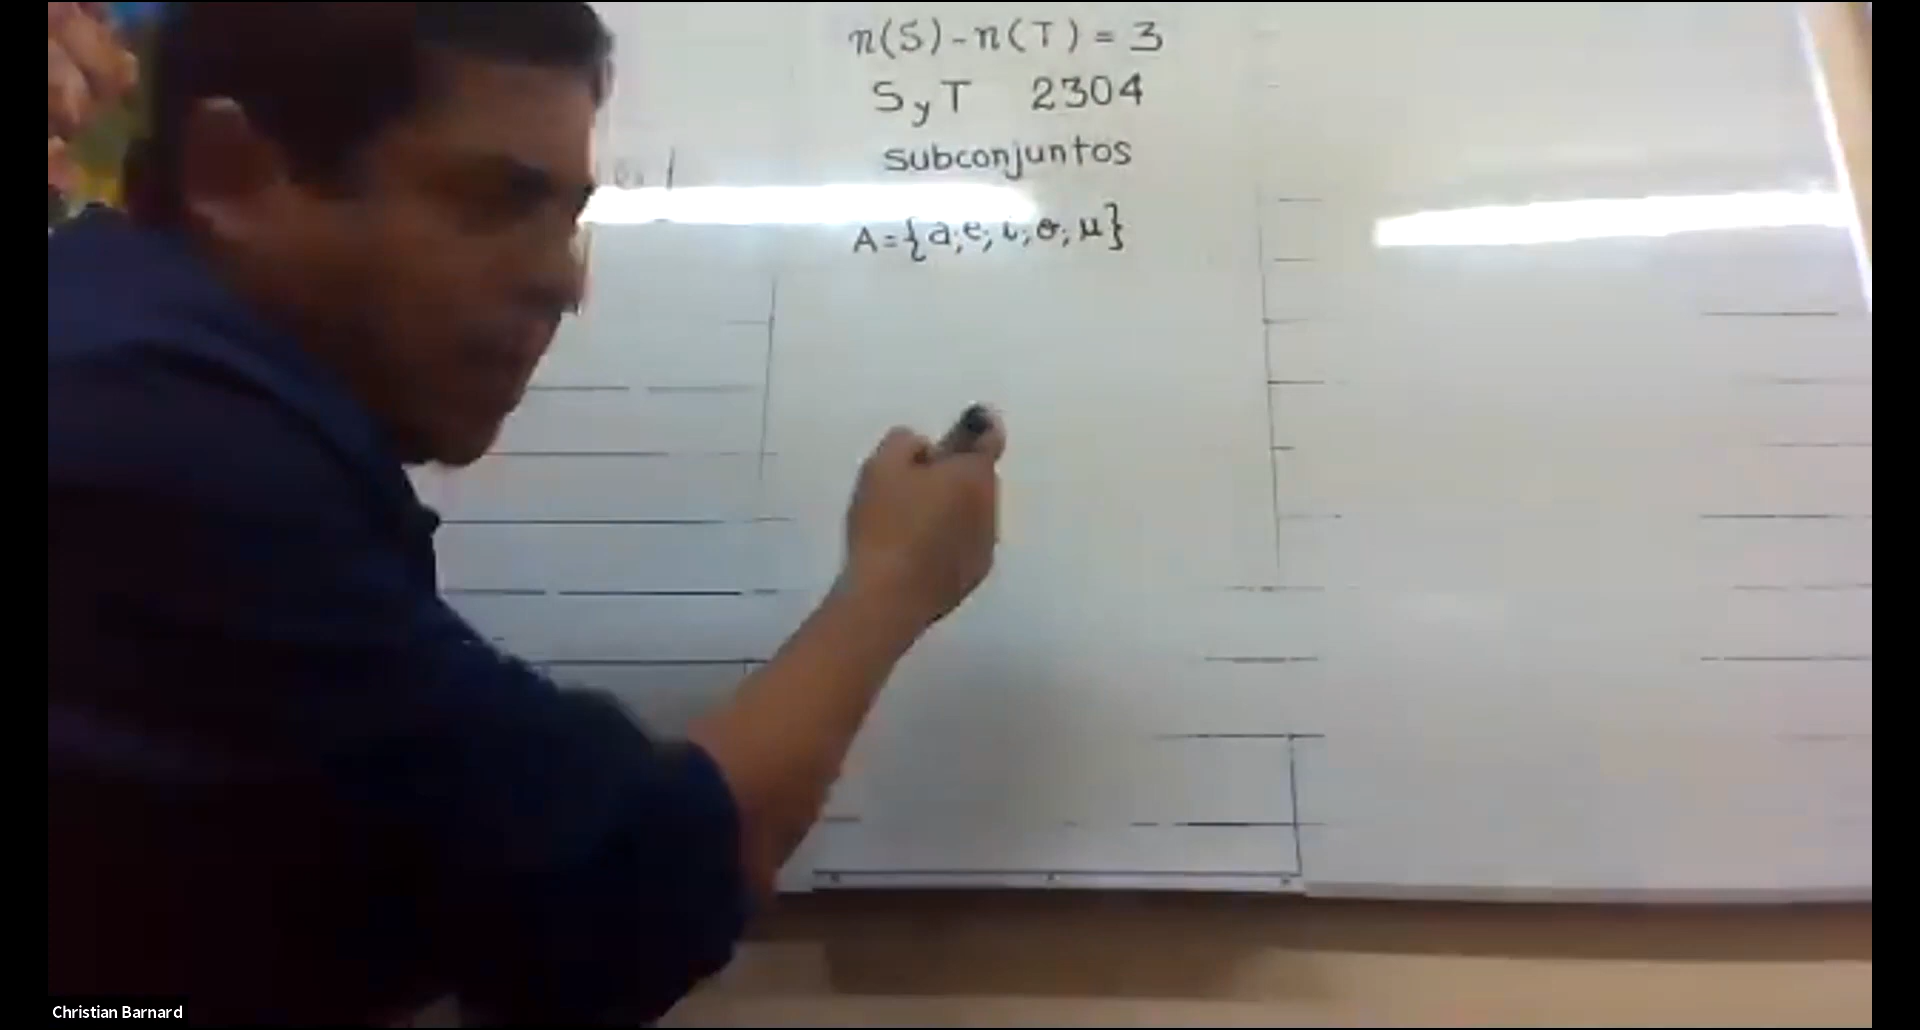 n(S)-n(T) = 3
S y T 2304
subconjuntos
A={a;e;i;o;u}
Christian Barnard